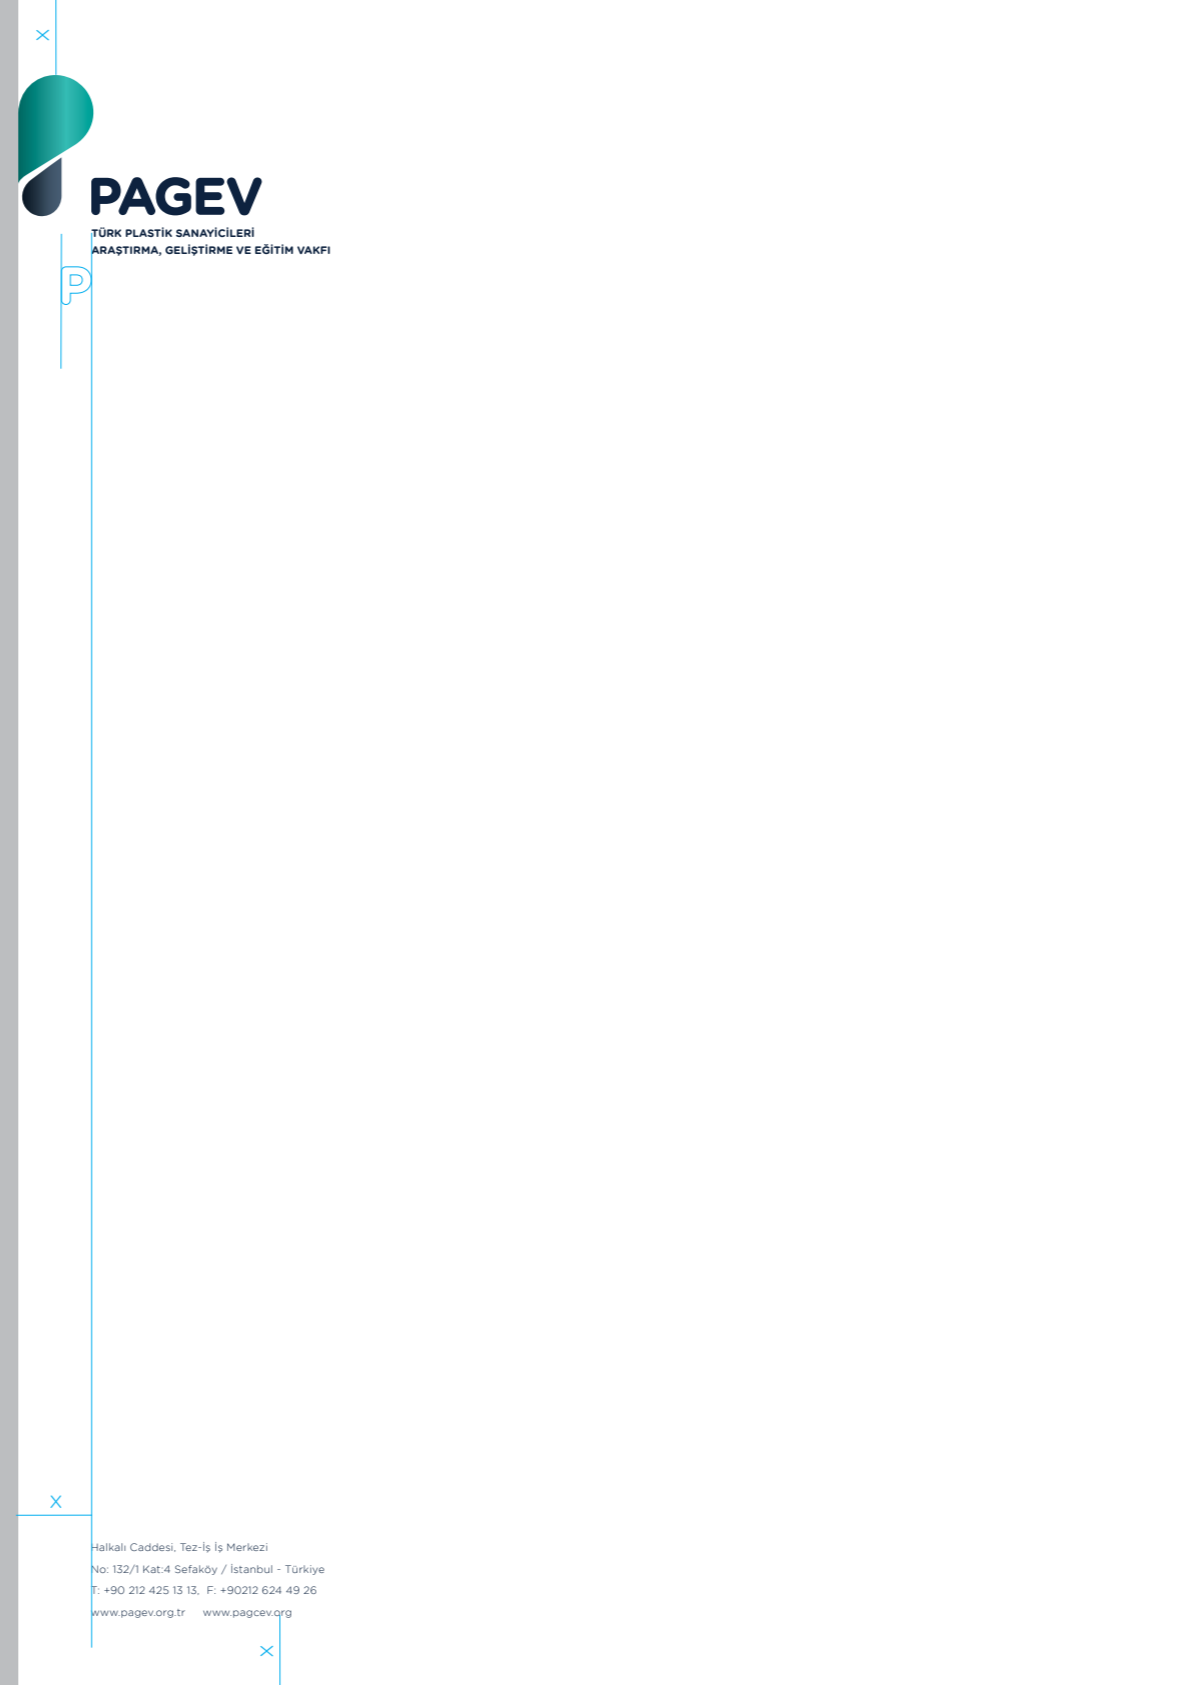 X
PAGEV
TÜRK PLASTİK SANAYİCİLERİ
ARAŞTIRMA, GELİŞTİRME VE EĞİTİM VAKFI
P
X
Halkalı Caddesi, Tez-İş İş Merkezi
No: 132/1 Kat:4 Sefaköy / İstanbul - Türkiye
T: +90 212 425 13 13,  F: +90212 624 49 26
www.pagev.org.tr    www.pagcev.org
X